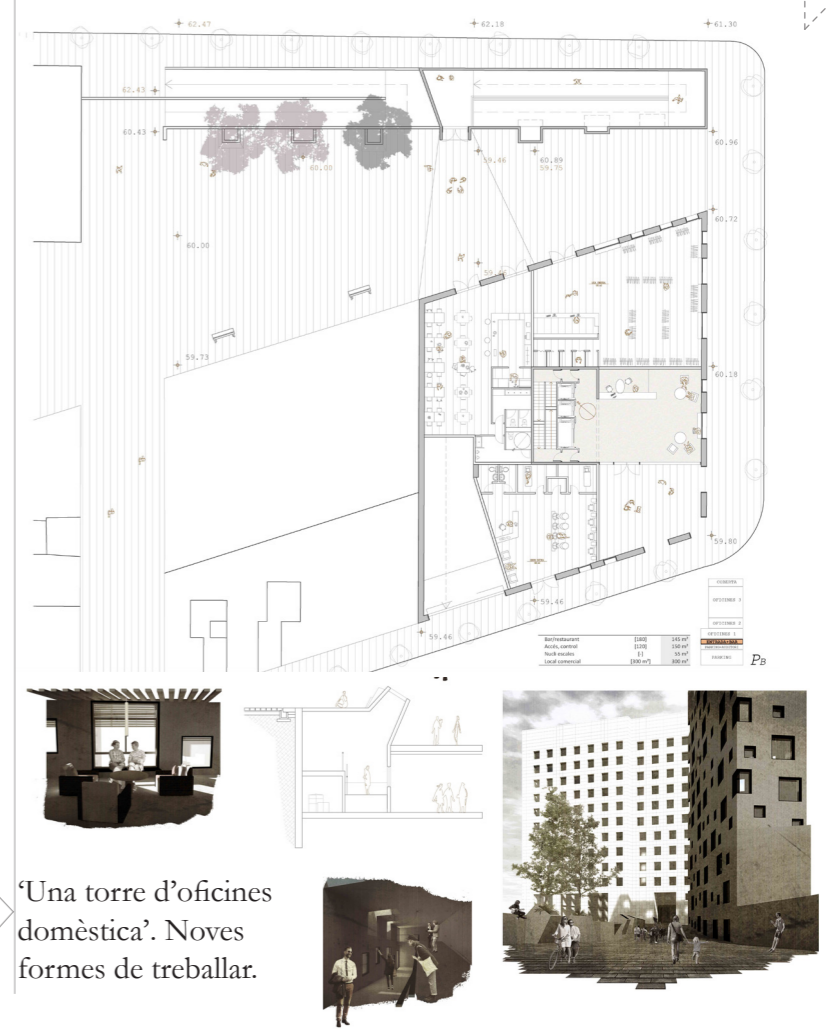 62.47
62.18
61.30
62.43
60.43
60.96
59.46
60.89
59.75
60.00
60.72
60.00
59.73
60.18
59.80
59.46
59.46
OFICINES 3
OFICINES 2
OFICINES 1
PARKING
Bar/restaurant [180] 145 m²
Accés, control [120] 150 m²
Nucli escales [-] 55 m²
Local comercial [300 m²] 300 m²
PB
‘Una torre d’oficines
domèstica’. Noves
formes de treballar.